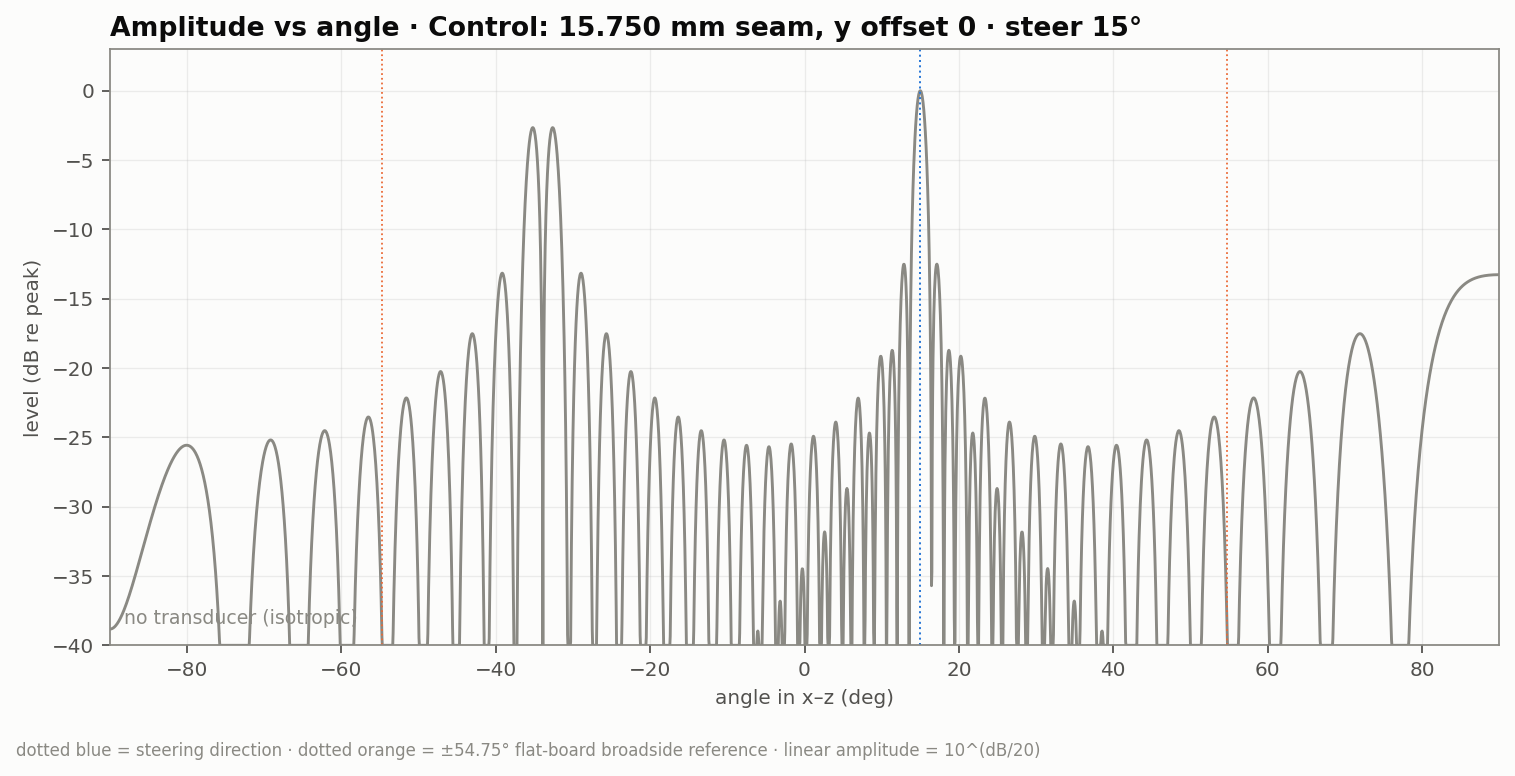 Amplitude vs angle · Control: 15.750 mm seam, y offset 0 · steer 15°
level (dB re peak)
0
−5
−10
−15
−20
−25
−30
−35
−40
no transducer (isotropic)
−80 −60 −40 −20 0 20 40 60 80
angle in x–z (deg)
dotted blue = steering direction · dotted orange = ±54.75° flat-board broadside reference · linear amplitude = 10^(dB/20)